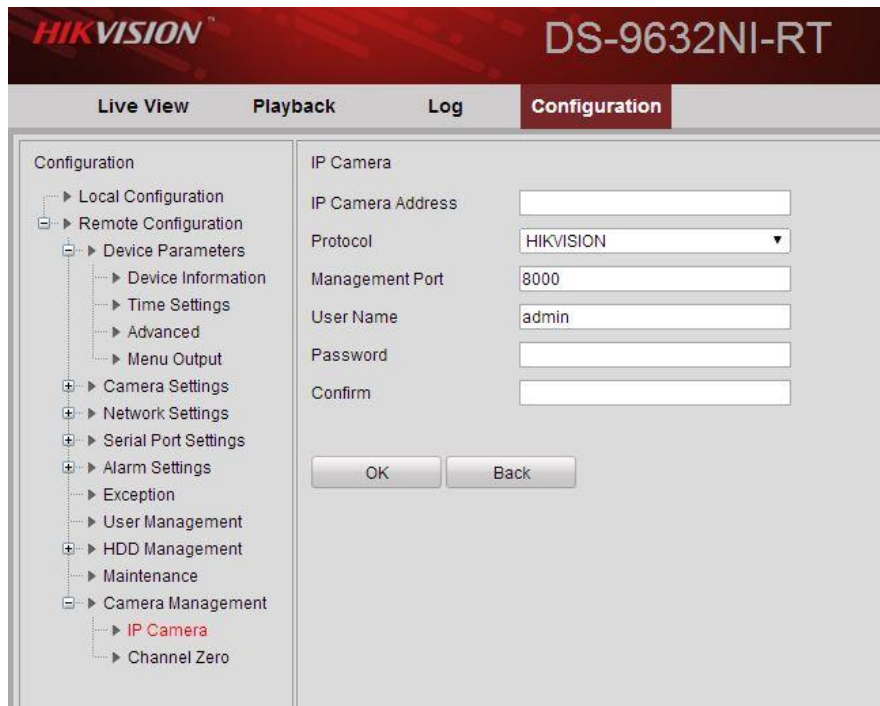 HIKVISION™ DS-9632NI-RT
Live View Playback Log Configuration
Configuration
Local Configuration
Remote Configuration
Device Parameters
Device Information
Time Settings
Advanced
Menu Output
Camera Settings
Network Settings
Serial Port Settings
Alarm Settings
Exception
User Management
HDD Management
Maintenance
Camera Management
IP Camera
Channel Zero
IP Camera
IP Camera Address
Protocol HIKVISION
Management Port 8000
User Name admin
Password
Confirm
OK Back